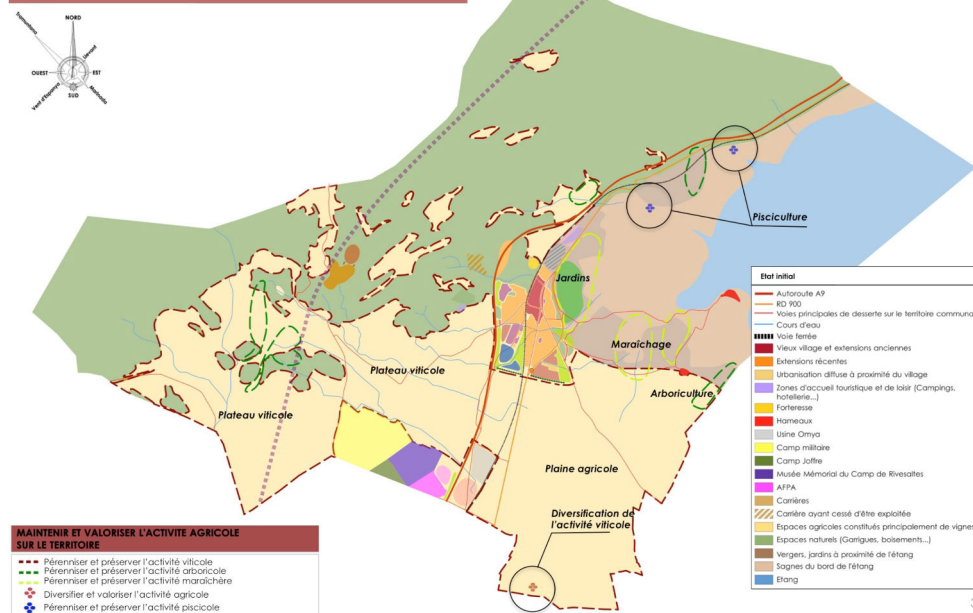 NORD
Tramontana
Llevant
OUEST
EST
Vent d'Espanya
Marinada
SUD
Pisciculture
Jardins
Maraîchage
Plateau viticole
Arboriculture
Plateau viticole
Plaine agricole
Diversification de
l'activité viticole
Etat initial
Autoroute A9
RD 900
Voies principales de desserte sur le territoire communa
Cours d'eau
Voie ferrée
Vieux village et extensions anciennes
Extensions récentes
Urbanisation diffuse à proximité du village
Zones d'accueil touristique et de loisir (Campings,
hotellerie...)
Forteresse
Hameaux
Usine Omya
Camp militaire
Camp Joffre
Musée Mémorial du Camp de Rivesaltes
AFPA
Carrières
Carrière ayant cessé d'être exploitée
Espaces agricoles constitués principalement de vignes
Espaces naturels (Garrigues, boisements...)
Vergers, jardins à proximité de l'étang
Sagnes du bord de l'étang
Etang
MAINTENIR ET VALORISER L'ACTIVITE AGRICOLE
SUR LE TERRITOIRE
Pérenniser et préserver l'activité viticole
Pérenniser et préserver l'activité arboricole
Pérenniser et préserver l'activité maraîchère
Diversifier et valoriser l'activité agricole
Pérenniser et préserver l'activité piscicole